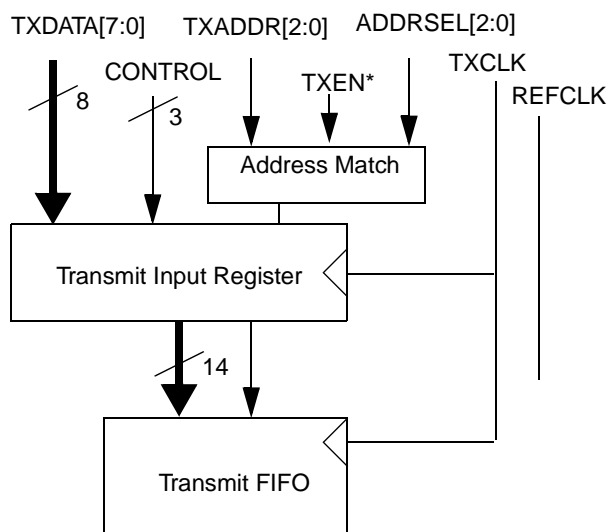 TXDATA[7:0]
TXADDR[2:0]
ADDRSEL[2:0]
CONTROL
TXEN*
TXCLK
REFCLK
8
3
Address Match
Transmit Input Register
14
Transmit FIFO